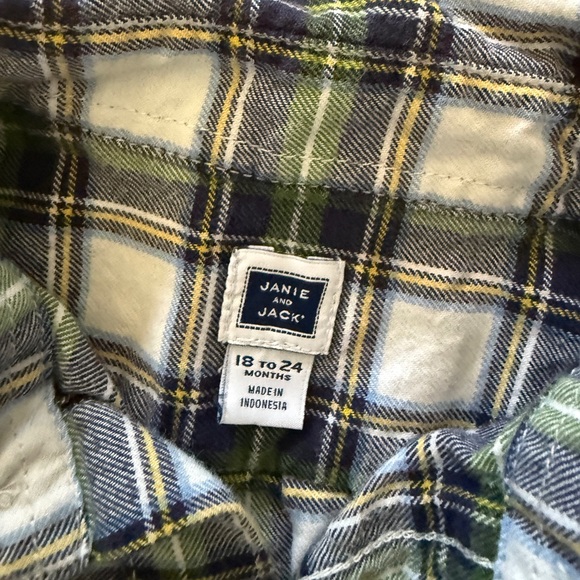 JANIE
AND
JACK®
18 TO 24
MONTHS
MADE IN
INDONESIA